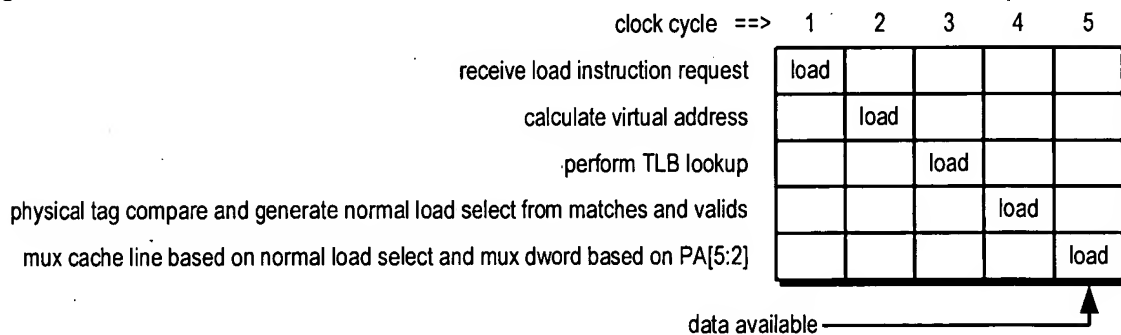 clock cycle ==> 1 2 3 4 5
receive load instruction request load
calculate virtual address load
perform TLB lookup load
physical tag compare and generate normal load select from matches and valids load
mux cache line based on normal load select and mux dword based on PA[5:2] load
data available